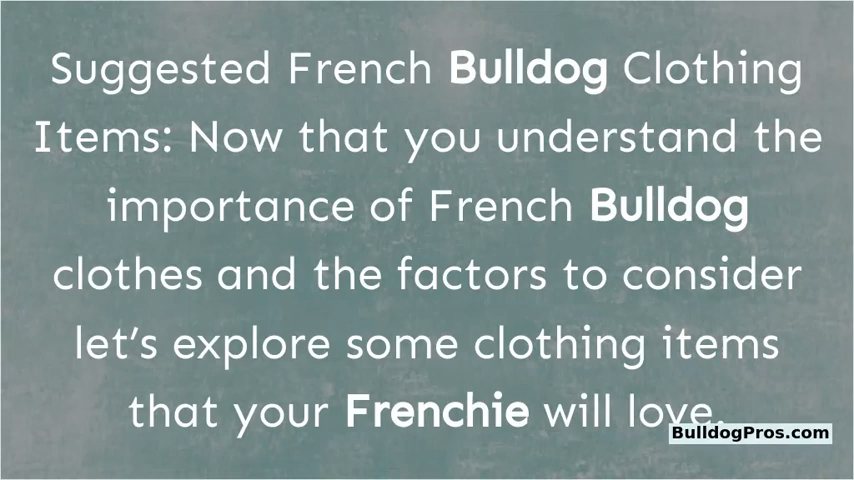 Suggested French Bulldog Clothing
Items: Now that you understand the
importance of French Bulldog
clothes and the factors to consider
let’s explore some clothing items
that your Frenchie will love.
BulldogPros.com